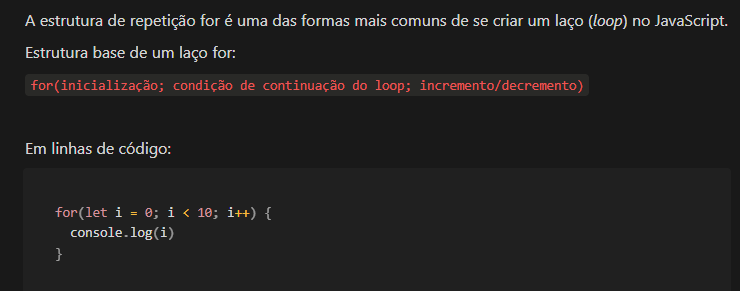 A estrutura de repetição for é uma das formas mais comuns de se criar um laço (loop) no JavaScript.
Estrutura base de um laço for:
for(inicialização; condição de continuação do loop; incremento/decremento)
Em linhas de código:
for(let i = 0; i < 10; i++) {
  console.log(i)
}